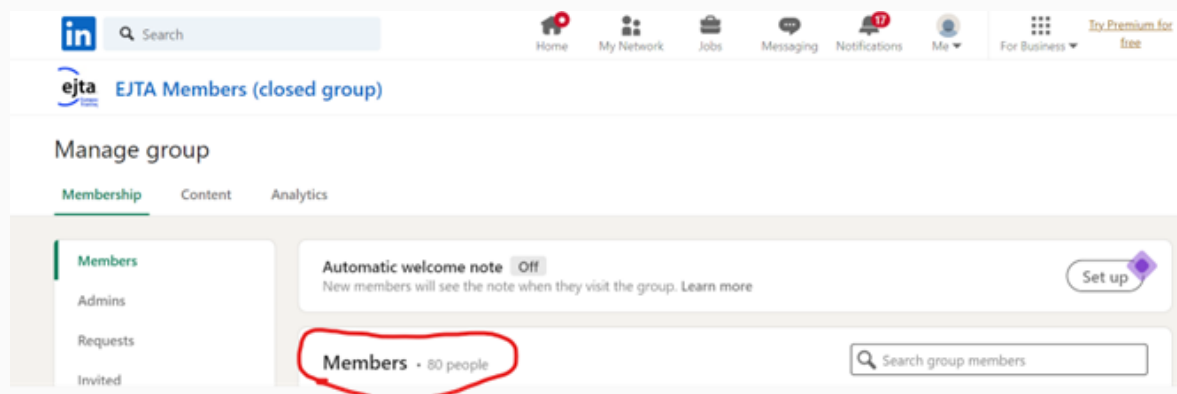 in Search
Home My Network Jobs Messaging 17 Notifications Me For Business Try Premium for
free
ejta EJTA Members (closed group)
Manage group
Membership Content Analytics
Members
Admins
Requests
Invited
Automatic welcome note Off
New members will see the note when they visit the group. Learn more
Set up
Members • 80 people
Search group members